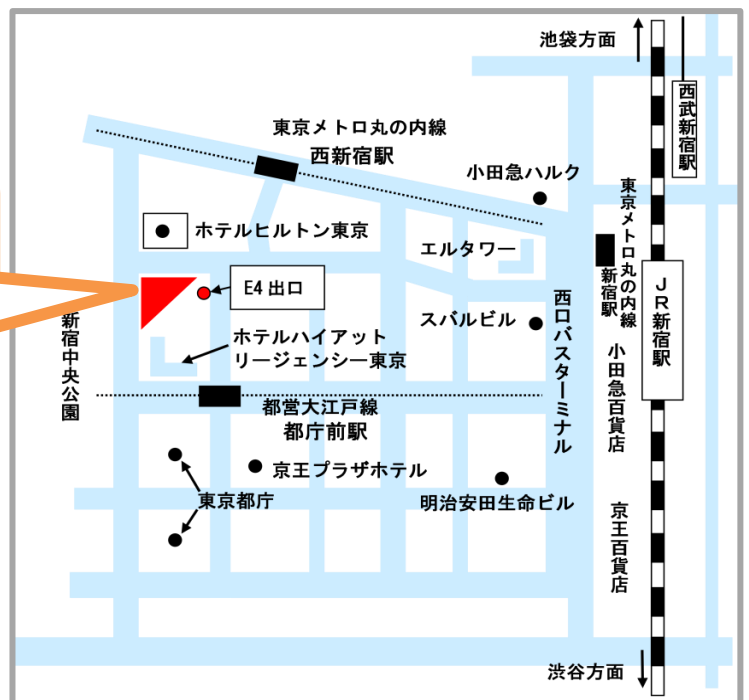 池袋方面
西武新宿駅
東京メトロ丸の内線
西新宿駅
小田急ハルク
ホテルヒルトン東京
エルタワー
東京メトロ丸の内線
新宿駅
JR新宿駅
E4 出口
スバルビル
西口バスターミナル
新宿中央公園
ホテルハイアット
リージェンシー東京
小田急百貨店
都営大江戸線
都庁前駅
京王プラザホテル
東京都庁
明治安田生命ビル
京王百貨店
渋谷方面